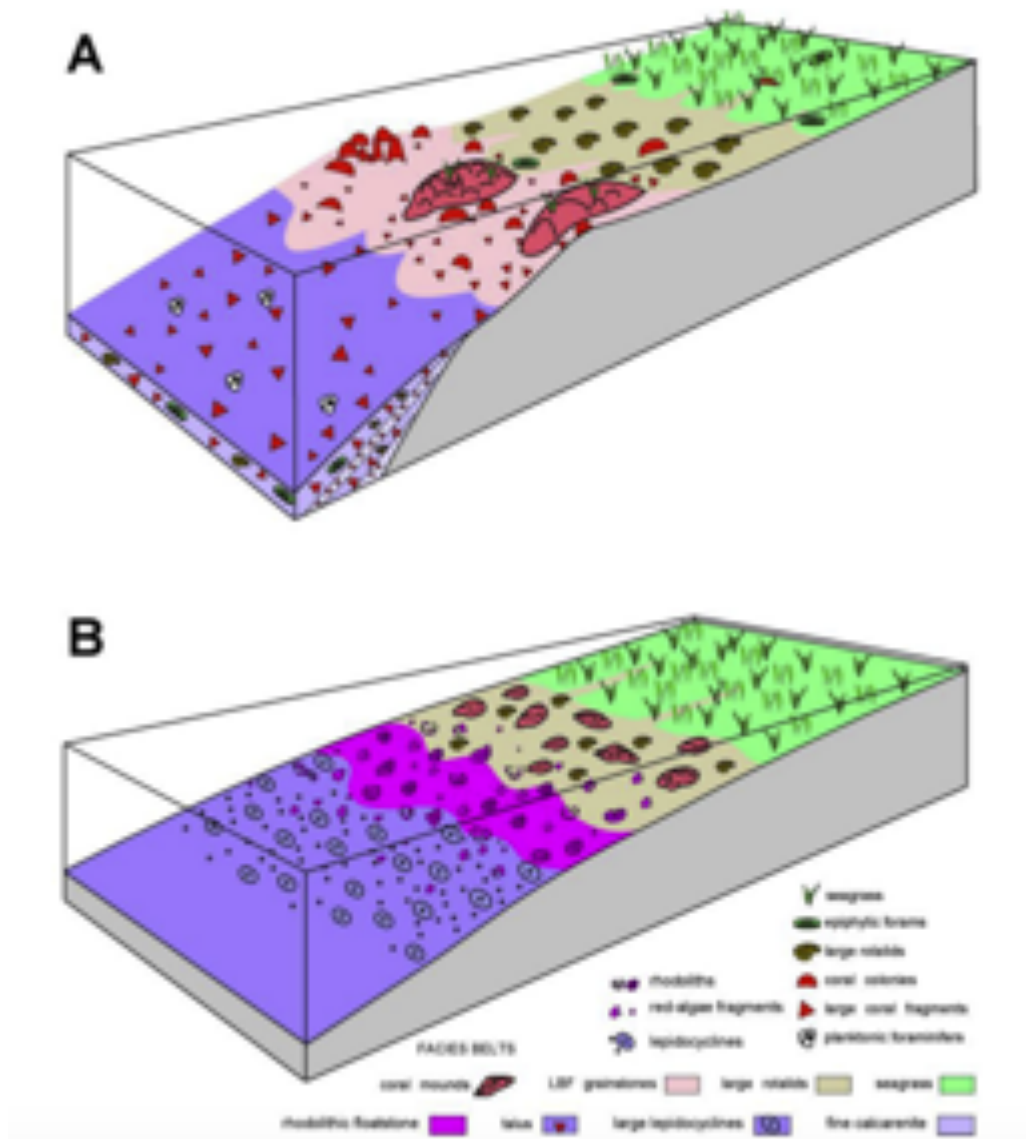 A
B
seagrass
epiphytic forams
large rotalids
rhodoliths
coral colonies
red-algae fragments
large coral fragments
lepidocyclines
planktonic foraminifers
FACIES BELTS
coral mounds LBF grainstones large rotalids seagrass
rhodolithic floatstone talus large lepidocyclines fine calcarenite